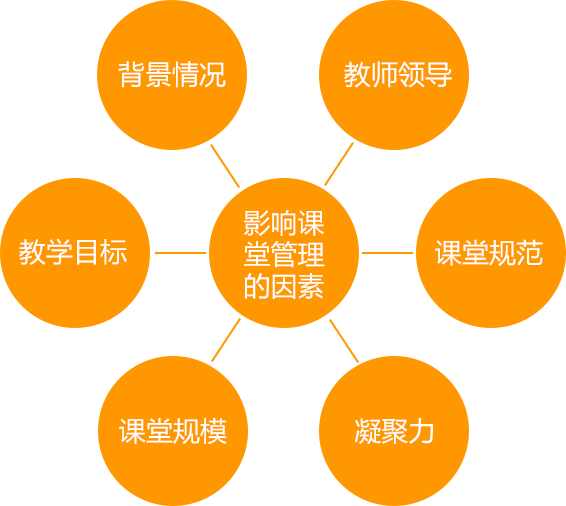 背景情况
教师领导
教学目标
影响课
堂管理
的因素
课堂规范
课堂规模
凝聚力